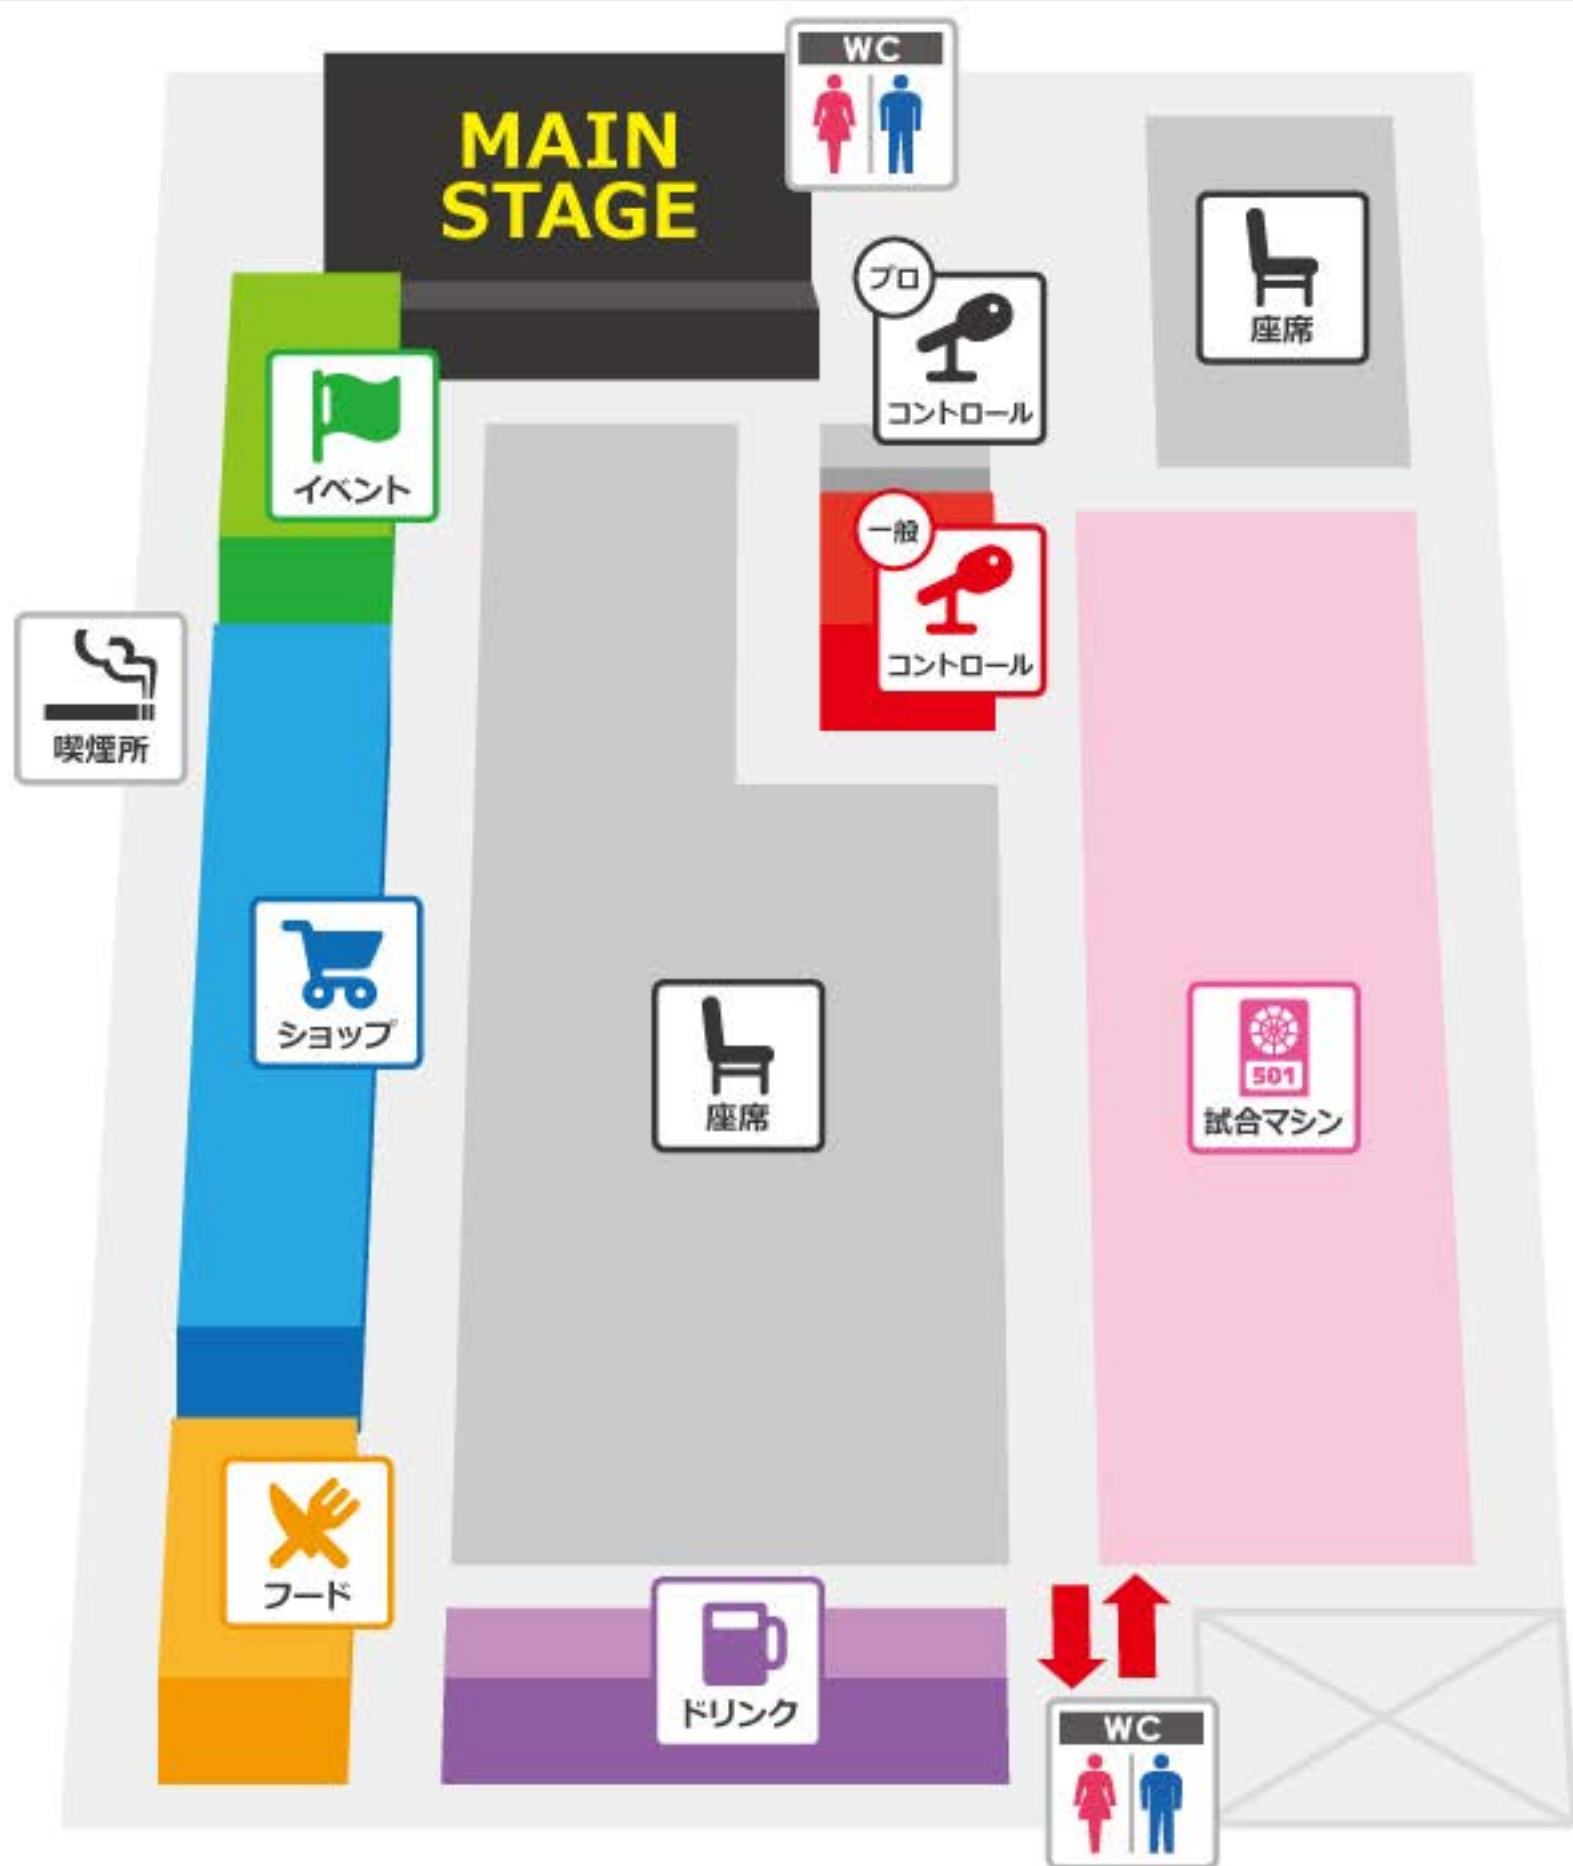 MAIN
STAGE
WC
プロ
コントロール
座席
イベント
一般
コントロール
喫煙所
ショップ
座席
501
試合マシン
フード
ドリンク
WC